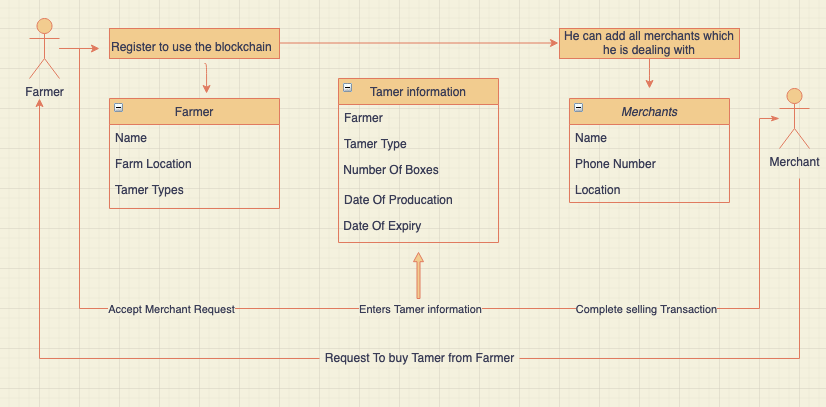 Register to use the blockchain
He can add all merchants which
he is dealing with
Farmer
Farmer
Name
Farm Location
Tamer Types
Tamer information
Farmer
Tamer Type
Number Of Boxes
Date Of Producation
Date Of Expiry
Merchants
Name
Phone Number
Location
Merchant
Accept Merchant Request
Enters Tamer information
Complete selling Transaction
Request To buy Tamer from Farmer